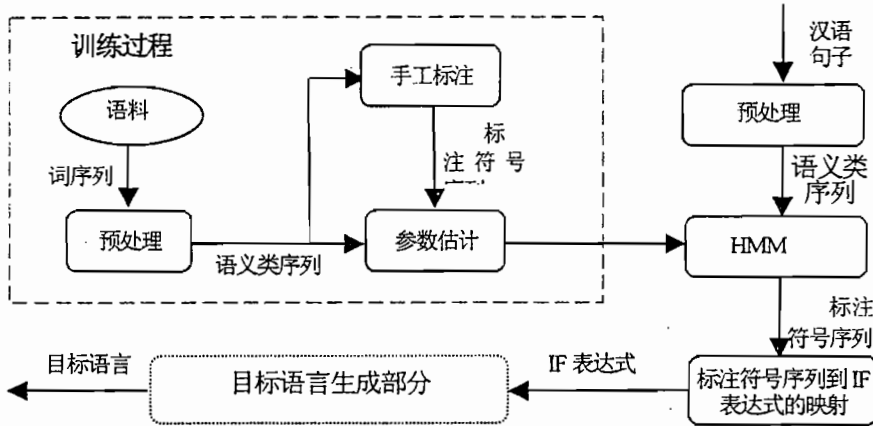 训练过程
语料
词序列
预处理
语义类序列
手工标注
标
注 符 号
参数估计
汉语
句子
预处理
语义类
序列
HMM
标注
符号序列
标注符号序列到 IF
表达式的映射
IF 表达式
目标语言生成部分
目标语言